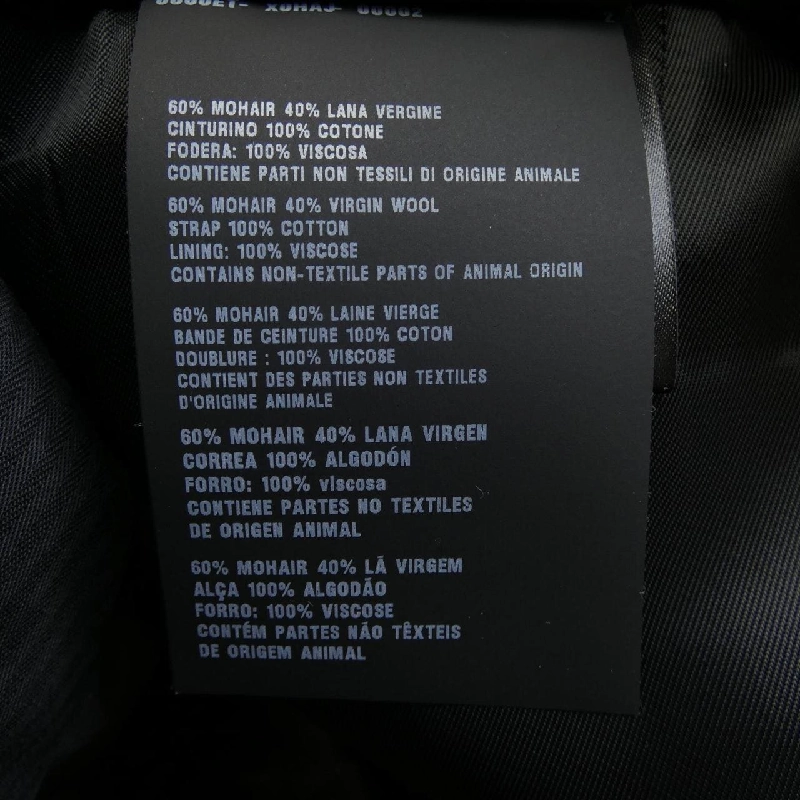 60% MOHAIR 40% LANA VERGINE
CINTURINO 100% COTONE
FODERA: 100% VISCOSA
CONTIENE PARTI NON TESSILI DI ORIGINE ANIMALE
60% MOHAIR 40% VIRGIN WOOL
STRAP 100% COTTON
LINING: 100% VISCOSE
CONTAINS NON-TEXTILE PARTS OF ANIMAL ORIGIN
60% MOHAIR 40% LAINE VIERGE
BANDE DE CEINTURE 100% COTON
DOUBLURE : 100% VISCOSE
CONTIENT DES PARTIES NON TEXTILES
D'ORIGINE ANIMALE
60% MOHAIR 40% LANA VIRGEN
CORREA 100% ALGODÓN
FORRO: 100% viscosa
CONTIENE PARTES NO TEXTILES
DE ORIGEN ANIMAL
60% MOHAIR 40% LÃ VIRGEM
ALÇA 100% ALGODÃO
FORRO: 100% VISCOSE
CONTÉM PARTES NÃO TÊXTEIS
DE ORIGEM ANIMAL